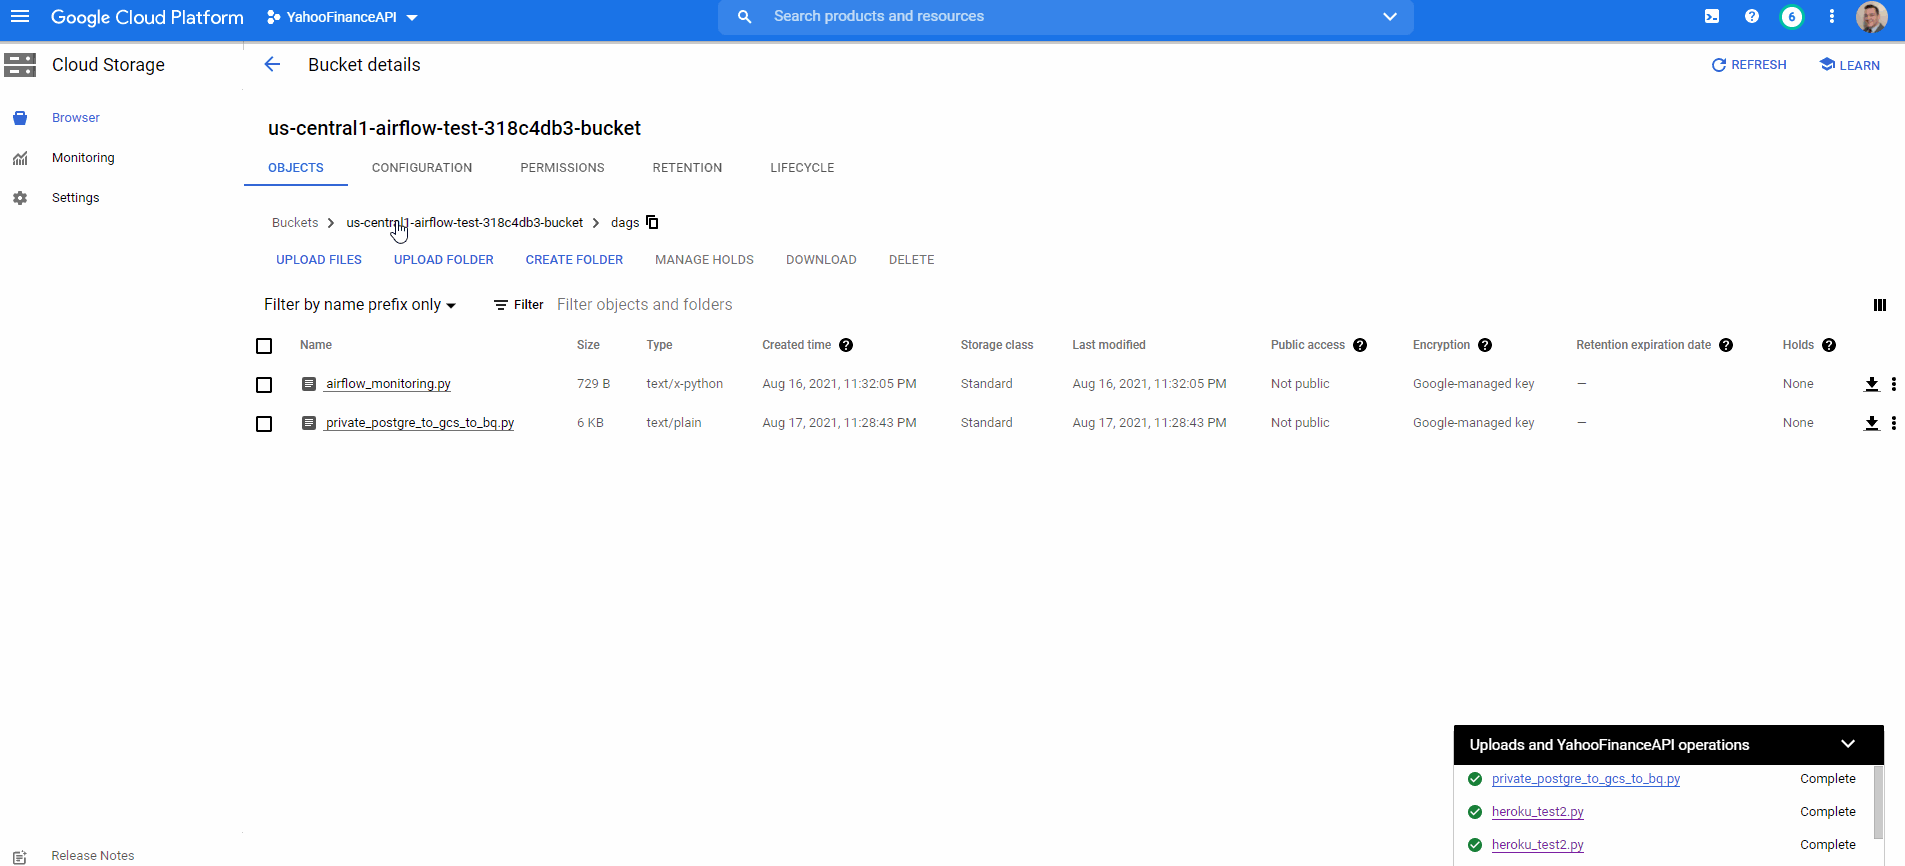 Google Cloud Platform YahooFinanceAPI Search products and resources 6
Cloud Storage Bucket details REFRESH LEARN
Browser
Monitoring
Settings
us-central1-airflow-test-318c4db3-bucket
OBJECTS CONFIGURATION PERMISSIONS RETENTION LIFECYCLE
Buckets > us-central1-airflow-test-318c4db3-bucket > dags
UPLOAD FILES UPLOAD FOLDER CREATE FOLDER MANAGE HOLDS DOWNLOAD DELETE
Filter by name prefix only Filter Filter objects and folders
Name Size Type Created time Storage class Last modified Public access Encryption Retention expiration date Holds
airflow_monitoring.py 729 B text/x-python Aug 16, 2021, 11:32:05 PM Standard Aug 16, 2021, 11:32:05 PM Not public Google-managed key — None
private_postgre_to_gcs_to_bq.py 6 KB text/plain Aug 17, 2021, 11:28:43 PM Standard Aug 17, 2021, 11:28:43 PM Not public Google-managed key — None
Uploads and YahooFinanceAPI operations
private_postgre_to_gcs_to_bq.py Complete
heroku_test2.py Complete
heroku_test2.py Complete
Release Notes